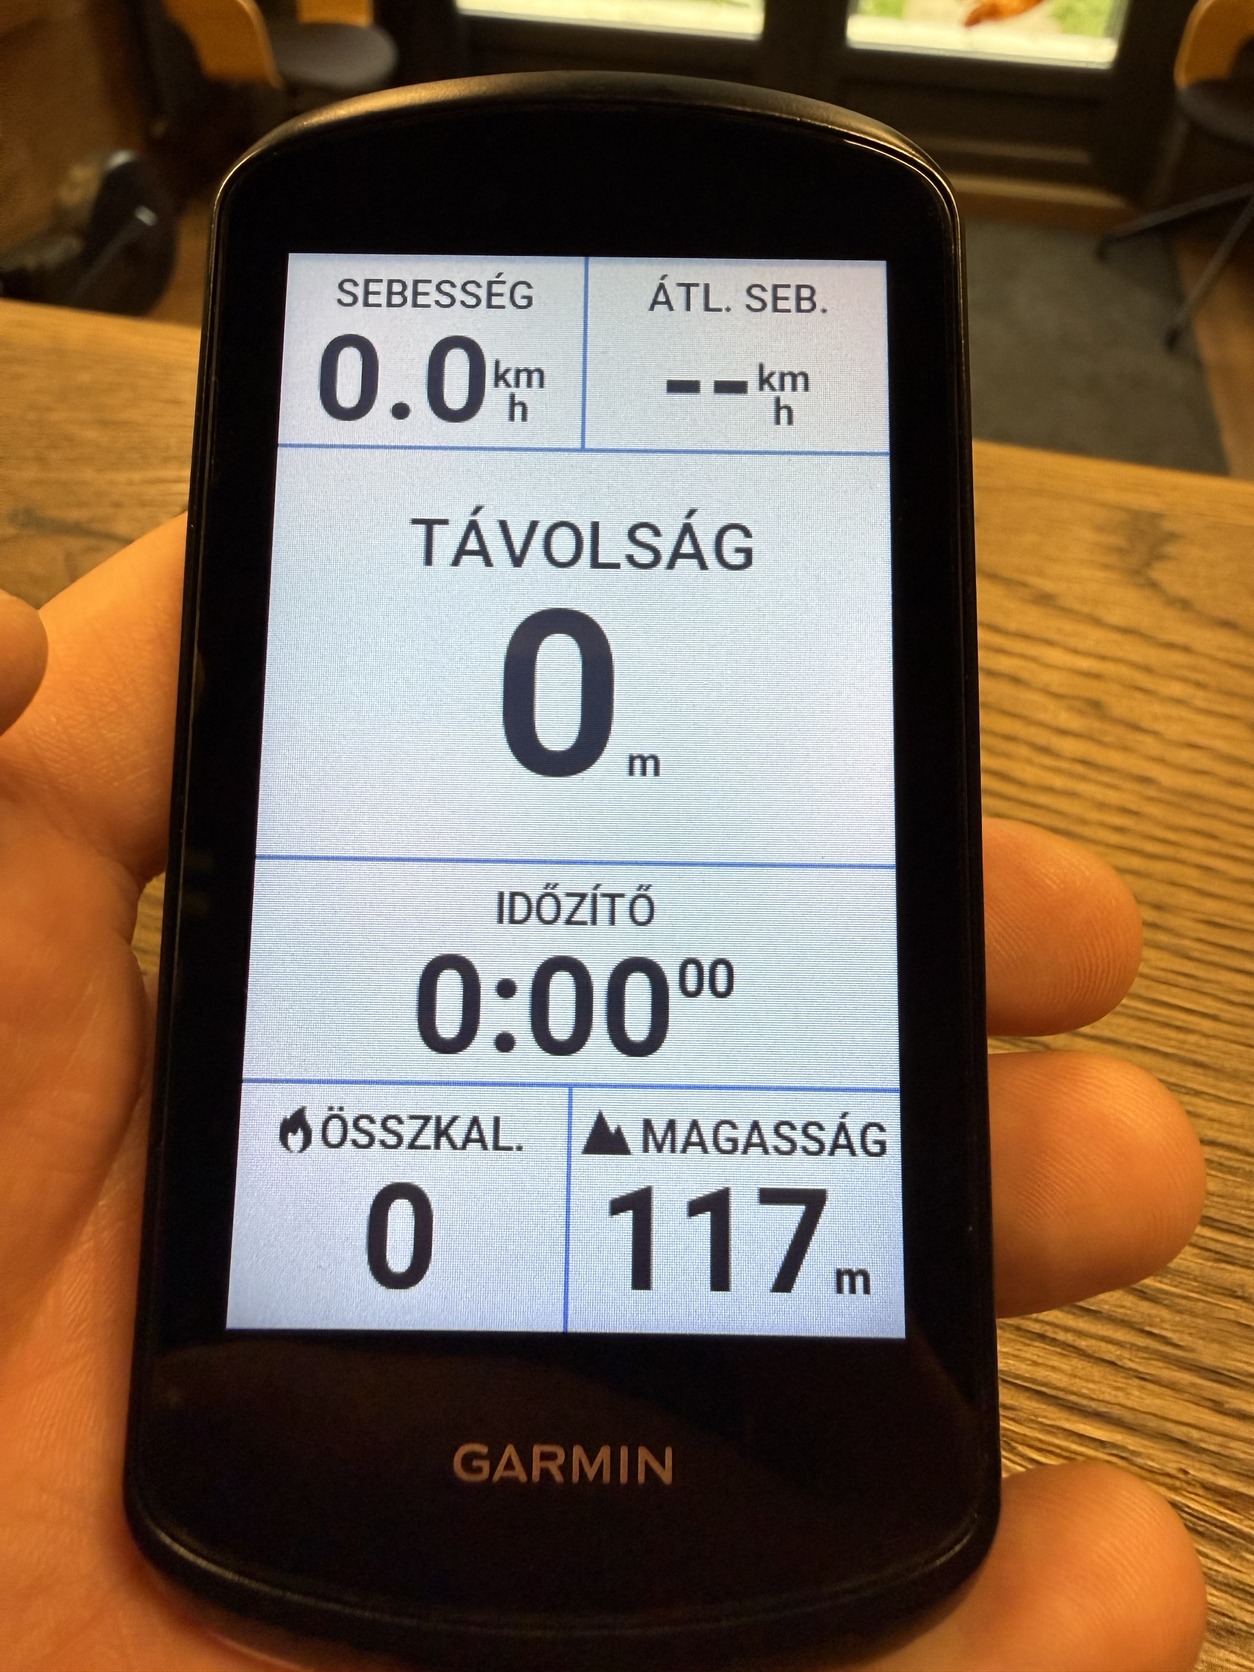 SEBESSÉG
0.0 km h
ÁTL. SEB.
-- km h
TÁVOLSÁG
0 m
IDŐZÍTŐ
0:00 00
ÖSSZKAL.
0
MAGASSÁG
117 m
GARMIN